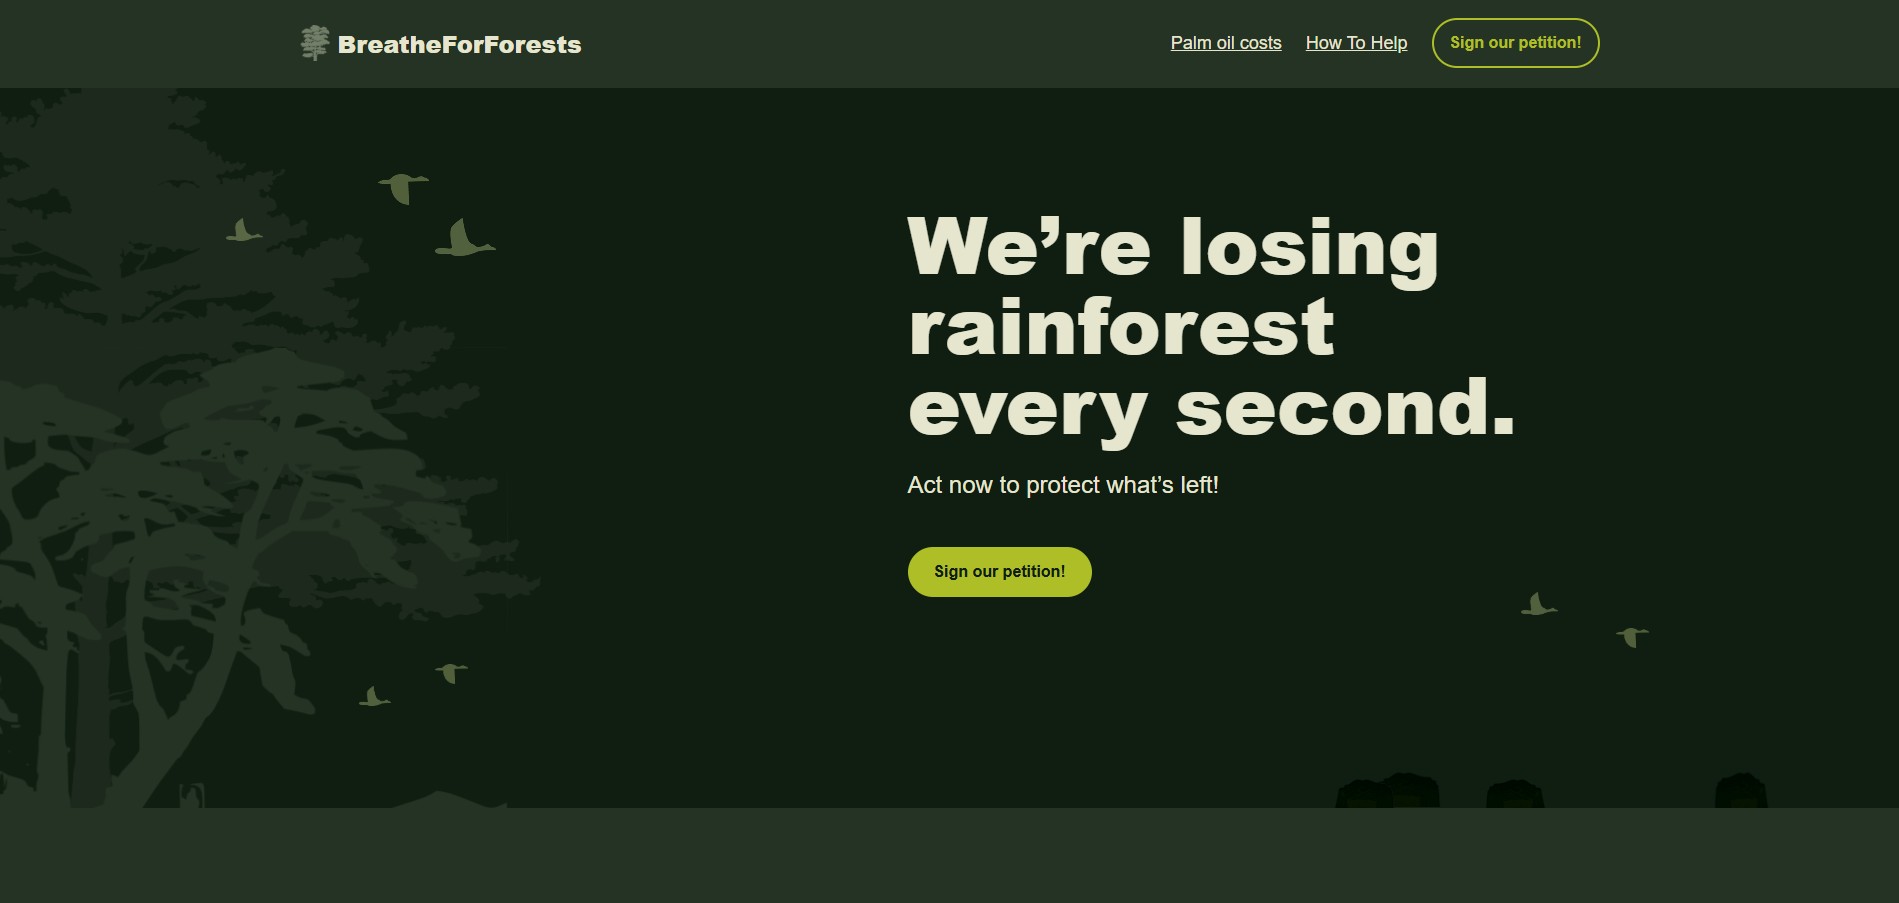 BreatheForForests
Palm oil costs
How To Help
Sign our petition!
We’re losing
rainforest
every second.
Act now to protect what’s left!
Sign our petition!